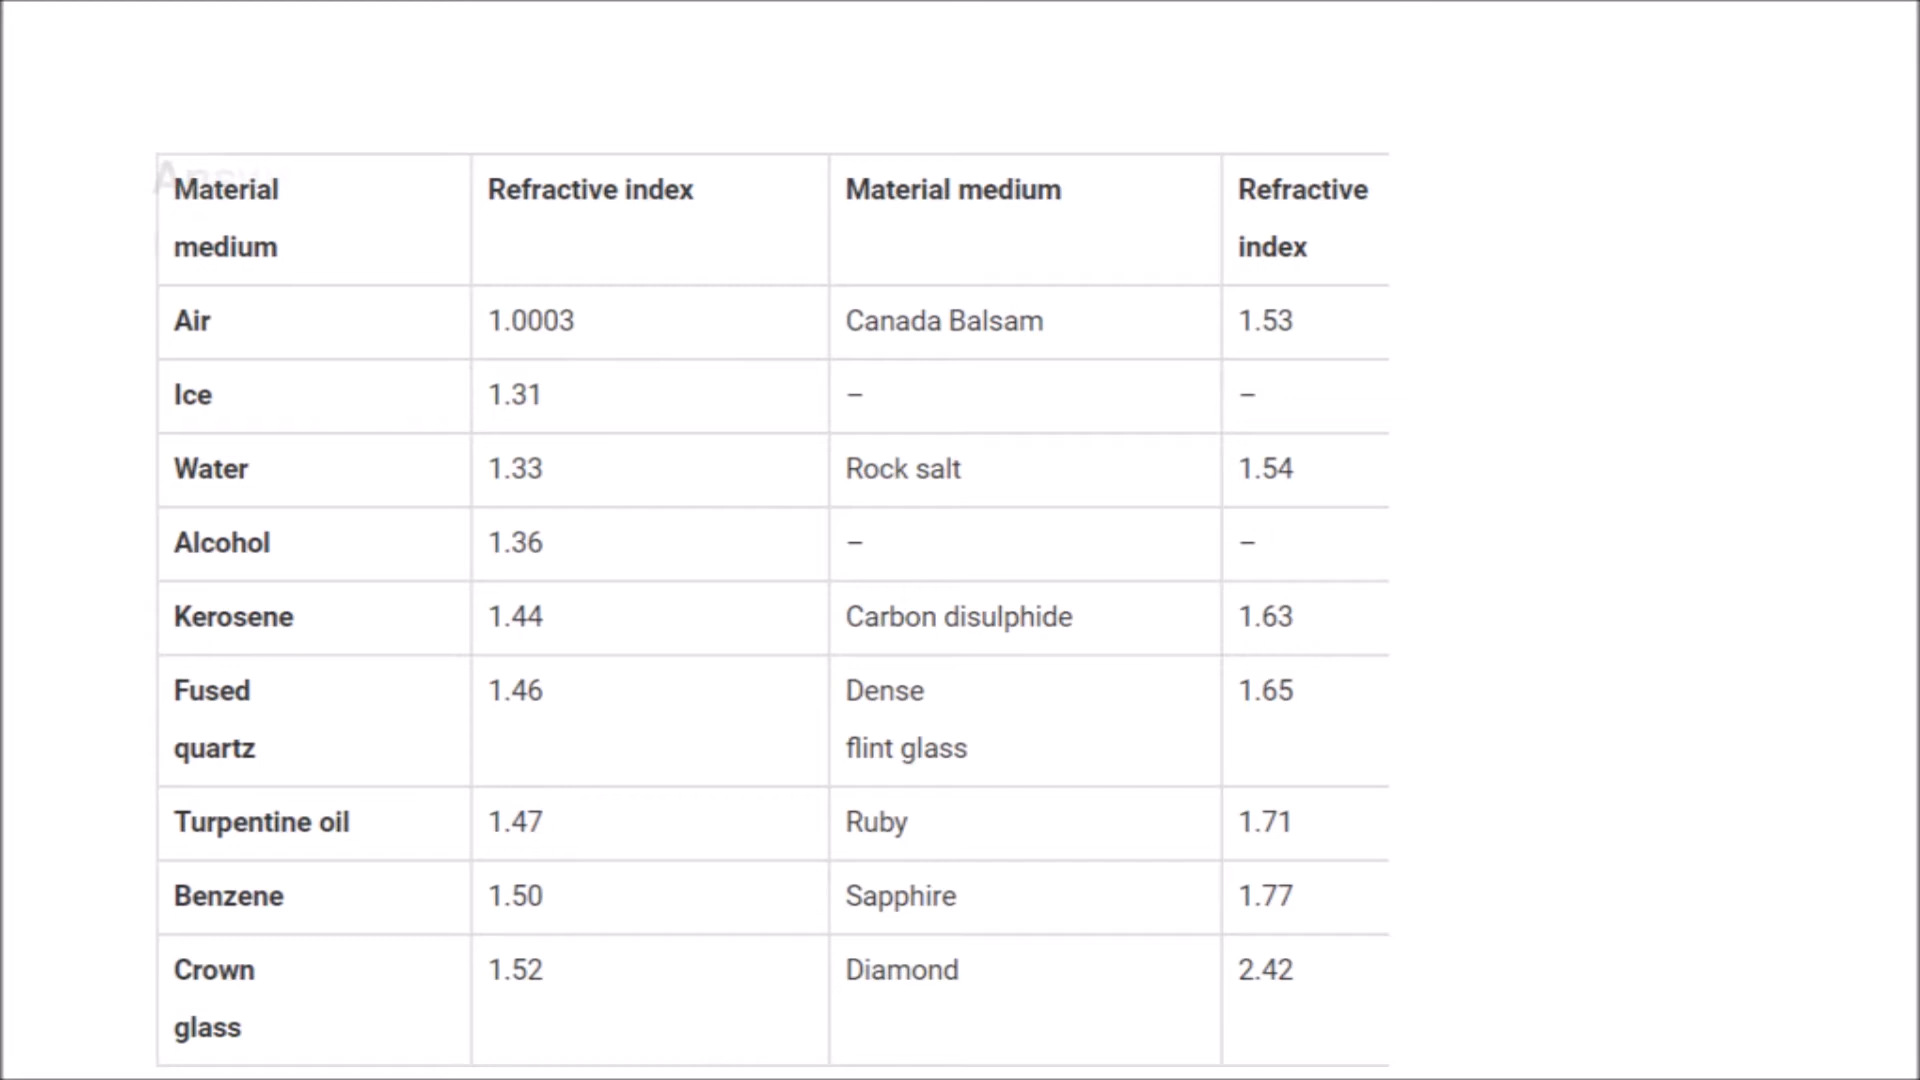 Material medium	Refractive index	Material medium	Refractive index
Air	1.0003	Canada Balsam	1.53
Ice	1.31	–	–
Water	1.33	Rock salt	1.54
Alcohol	1.36	–	–
Kerosene	1.44	Carbon disulphide	1.63
Fused quartz	1.46	Dense flint glass	1.65
Turpentine oil	1.47	Ruby	1.71
Benzene	1.50	Sapphire	1.77
Crown glass	1.52	Diamond	2.42